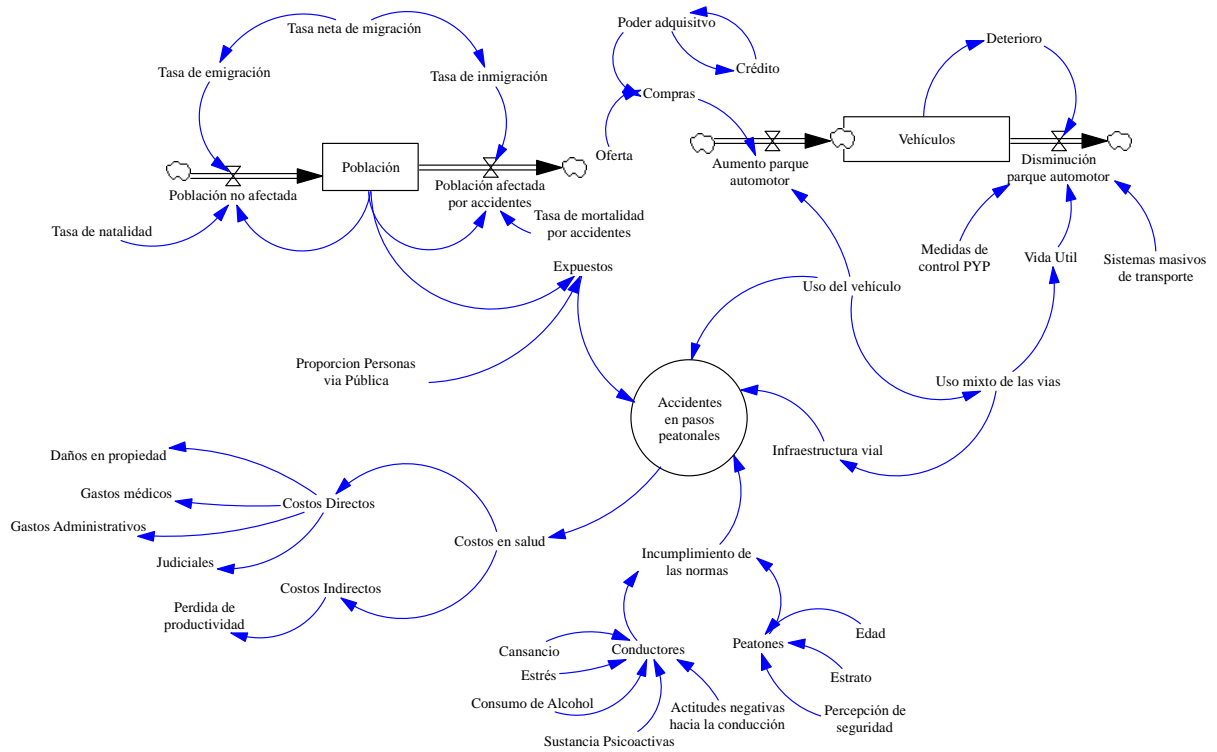 Tasa neta de migración
Tasa de emigración
Tasa de inmigración
Población
Población no afectada
Población afectada
por accidentes
Tasa de natalidad
Tasa de mortalidad
por accidentes
Poder adquisitvo
Crédito
Compras
Oferta
Deterioro
Vehículos
Aumento parque
automotor
Disminución
parque automotor
Medidas de
control PYP
Vida Util
Sistemas masivos
de transporte
Expuestos
Uso del vehículo
Proporcion Personas
via Pública
Uso mixto de las vias
Accidentes
en pasos
peatonales
Infraestructura vial
Daños en propiedad
Gastos médicos
Costos Directos
Gastos Administrativos
Judiciales
Costos en salud
Costos Indirectos
Perdida de
productividad
Incumplimiento de
las normas
Cansancio
Conductores
Estrés
Consumo de Alcohol
Sustancia Psicoactivas
Actitudes negativas
hacia la conducción
Peatones
Edad
Estrato
Percepción de
seguridad